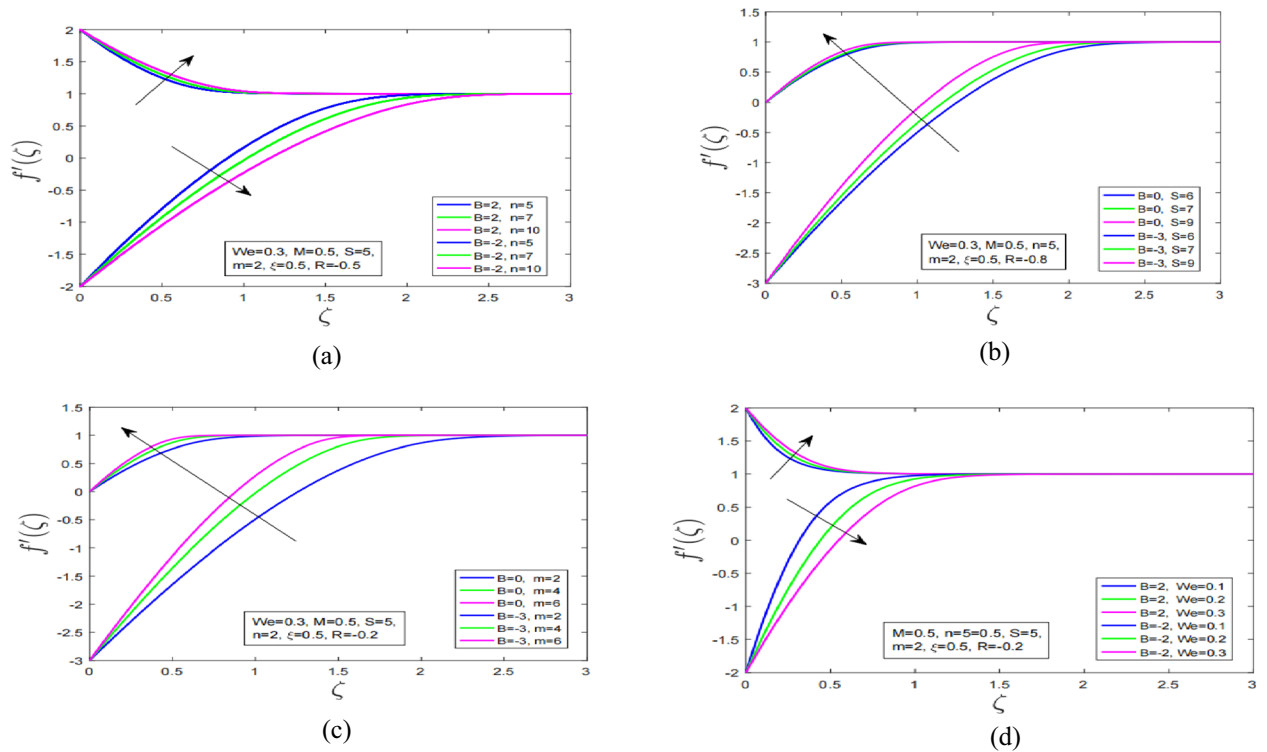 2
1.5
1
0.5
0
-0.5
-1
-1.5
-2
f'(ζ)
B=2, n=5
B=2, n=7
B=2, n=10
B=-2, n=5
B=-2, n=7
B=-2, n=10
We=0.3, M=0.5, S=5,
m=2, ξ=0.5, R=-0.5
0 0.5 1 1.5 2 2.5 3
ζ
(a)
1.5
1
0.5
0
-0.5
-1
-1.5
-2
-2.5
-3
f'(ζ)
B=0, S=6
B=0, S=7
B=0, S=9
B=-3, S=6
B=-3, S=7
B=-3, S=9
We=0.3, M=0.5, n=5,
m=2, ξ=0.5, R=-0.8
0 0.5 1 1.5 2 2.5 3
ζ
(b)
1.5
1
0.5
0
-0.5
-1
-1.5
-2
-2.5
-3
f'(ζ)
B=0, m=2
B=0, m=4
B=0, m=6
B=-3, m=2
B=-3, m=4
B=-3, m=6
We=0.3, M=0.5, S=5,
n=2, ξ=0.5, R=-0.2
0 0.5 1 1.5 2 2.5 3
ζ
(c)
2
1.5
1
0.5
0
-0.5
-1
-1.5
-2
f'(ζ)
B=2, We=0.1
B=2, We=0.2
B=2, We=0.3
B=-2, We=0.1
B=-2, We=0.2
B=-2, We=0.3
M=0.5, n=5=0.5, S=5,
m=2, ξ=0.5, R=-0.2
0 0.5 1 1.5 2 2.5 3
ζ
(d)